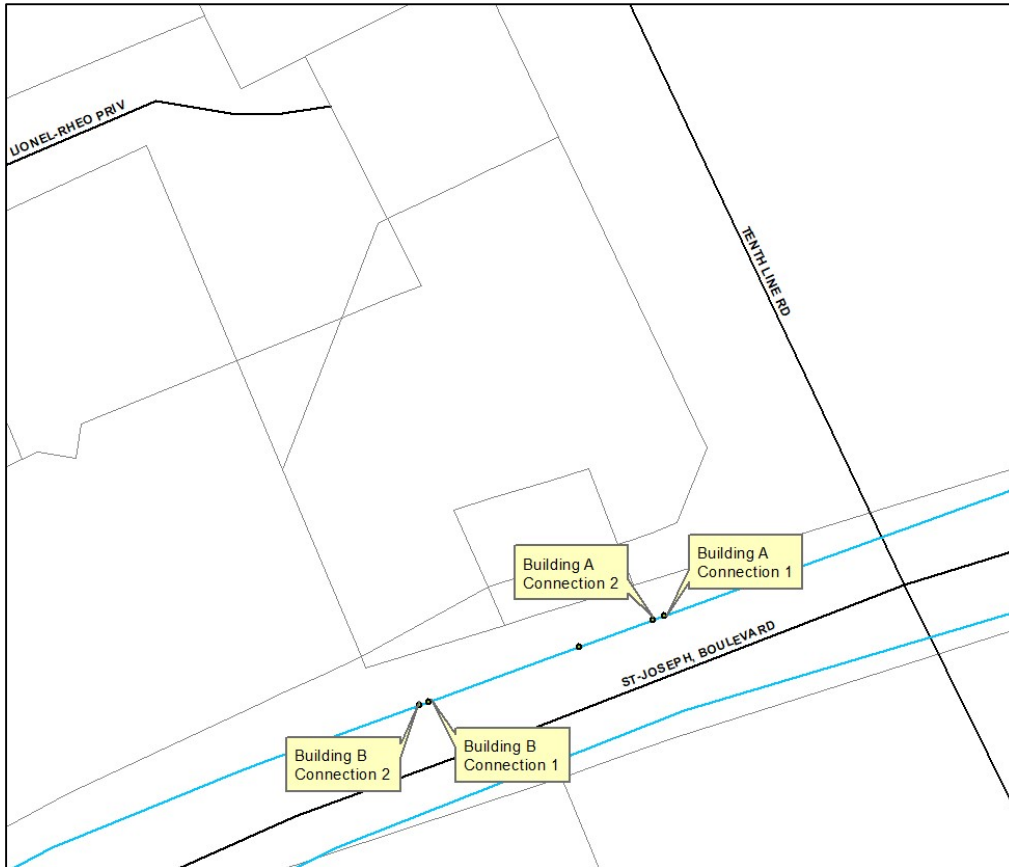 LIONEL-RHEO PRIV
TENTH LINE RD
Building A
Connection 2
Building A
Connection 1
ST-JOSEPH, BOULEVARD
Building B
Connection 2
Building B
Connection 1